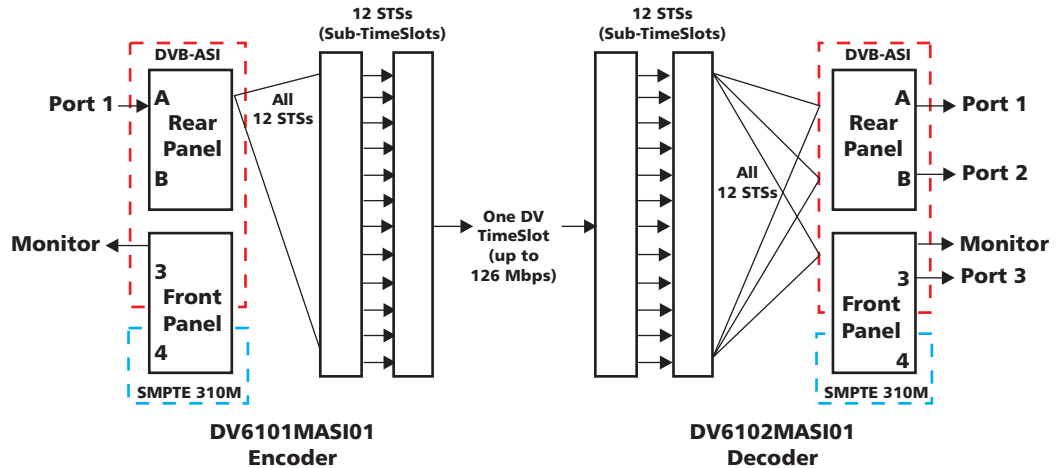 12 STSs
(Sub-TimeSlots)
DVB-ASI
Port 1
A
Rear
Panel
B
All
12 STSs
Monitor
3
Front
Panel
4
SMPTE 310M
One DV
TimeSlot
(up to
126 Mbps)
DV6101MASI01
Encoder
12 STSs
(Sub-TimeSlots)
All
12 STSs
DVB-ASI
A
Rear
Panel
B
Port 1
Port 2
Monitor
3
Port 3
Front
Panel
4
SMPTE 310M
DV6102MASI01
Decoder